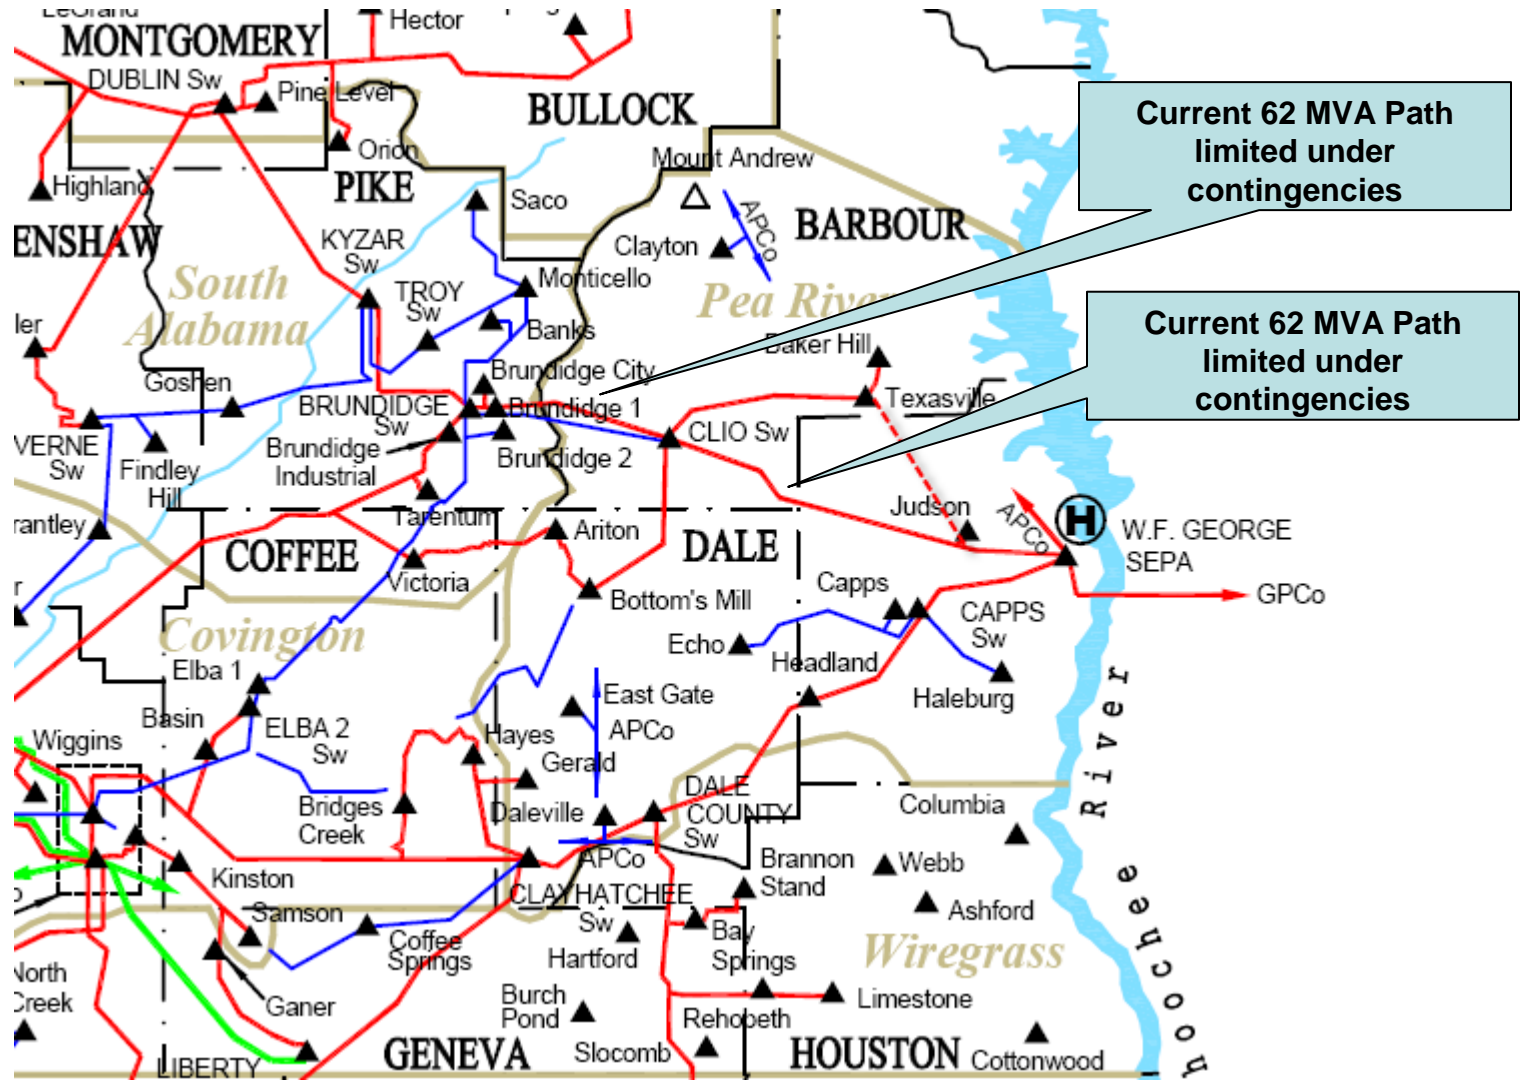 LeGrand
Hector
MONTGOMERY
DUBLIN Sw
Pine Level
BULLOCK
Orion
Highland
PIKE
Mount Andrew
Saco
APCo
BARBOUR
ENSHAW
KYZAR
Sw
Clayton
Current 62 MVA Path
limited under
contingencies
South
Alabama
TROY
Sw
Monticello
Pea River
Banks
ler
Baker Hill
Current 62 MVA Path
limited under
contingencies
Goshen
Brundidge City
Texasville
BRUNDIDGE
Sw
Brundidge 1
CLIO Sw
VERNE
Sw
Findley
Hill
Brundidge
Industrial
Brundidge 2
rantley
Tarentum
Ariton
Judson
APCo
H
W.F. GEORGE
SEPA
COFFEE
DALE
Victoria
Bottom's Mill
Capps
CAPPS
Sw
GPCo
r
Covington
Echo
Headland
Haleburg
Elba 1
Basin
ELBA 2
Sw
East Gate
APCo
Wiggins
Hayes
Gerald
River
Bridges
Creek
Daleville
DALE
COUNTY
Sw
Columbia
APCo
Brannon
Stand
Webb
Kinston
CLAYHATCHEE
Sw
Ashford
Samson
Coffee
Springs
Hartford
Bay
Springs
Wiregrass
hoochee
North
Creek
Ganer
Burch
Pond
Rehobeth
Limestone
LIBERTY
GENEVA
Slocomb
HOUSTON
Cottonwood